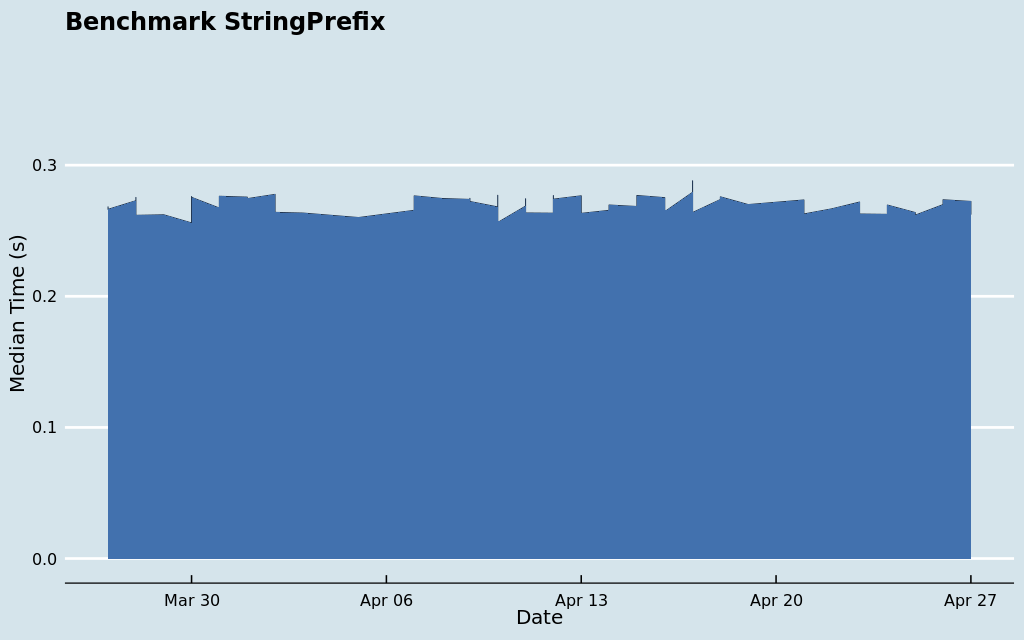 Benchmark StringPrefix
0.3
0.2
0.1
0.0
Median Time (s)
Mar 30 Apr 06 Apr 13 Apr 20 Apr 27
Date